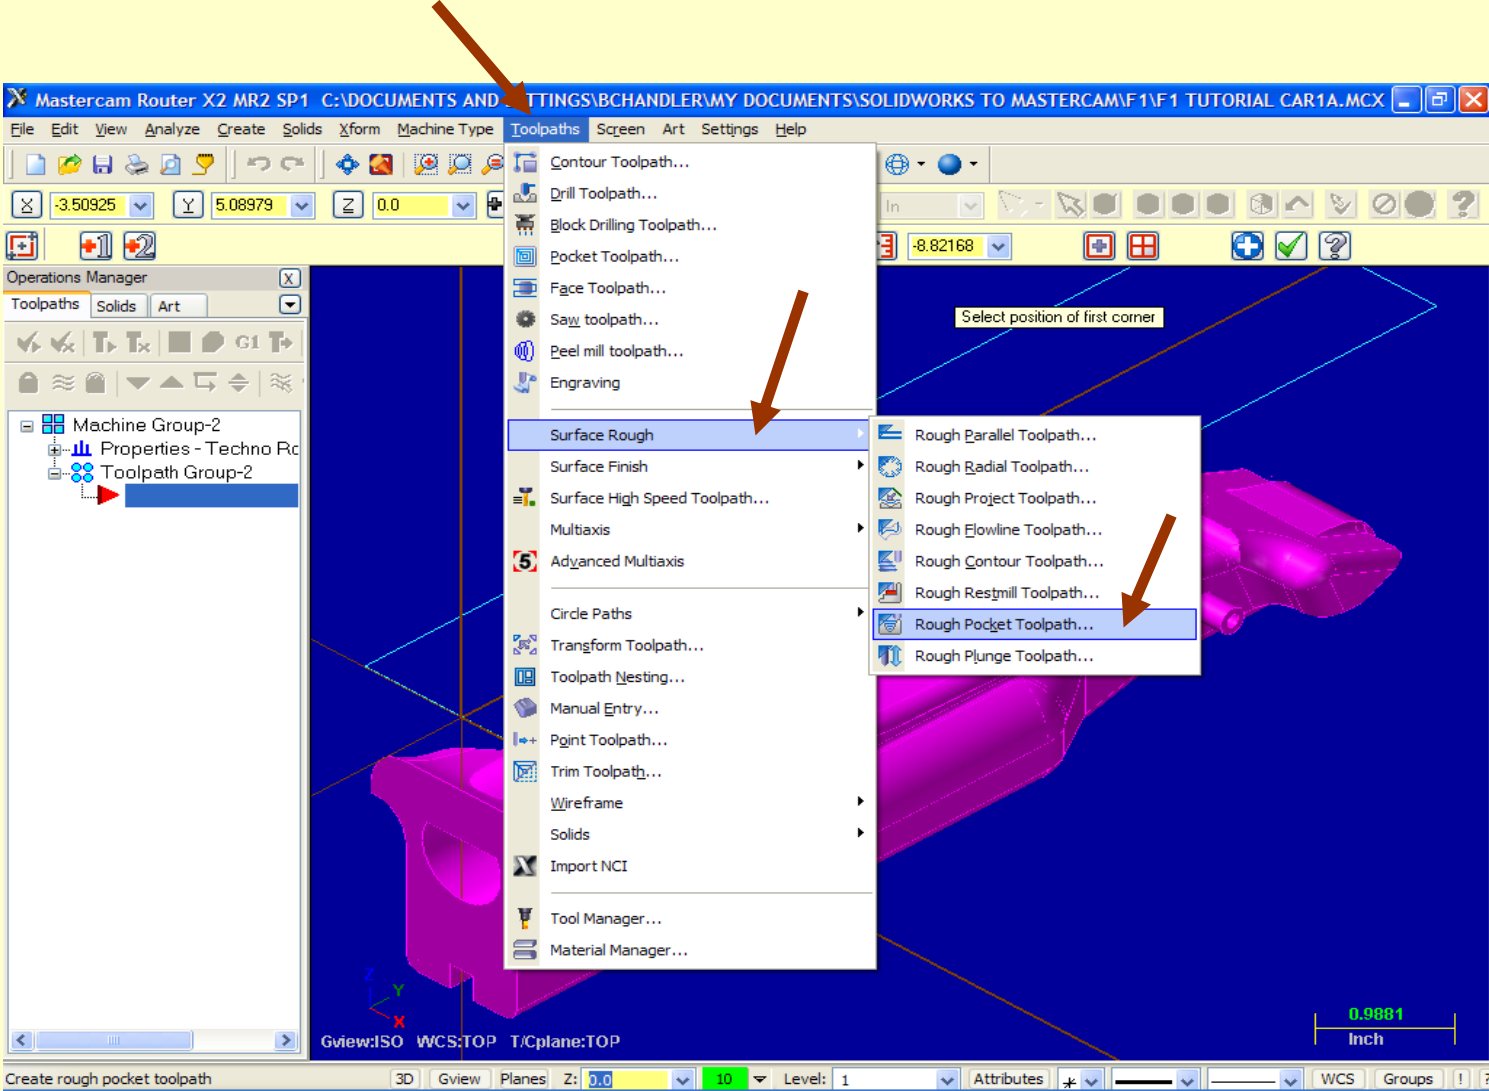 Mastercam Router X2 MR2 SP1 C:\DOCUMENTS AND TTINGS\BCHANDLER\MY DOCUMENTS\SOLIDWORKS TO MASTERCAM\F1\F1 TUTORIAL CAR1A.MCX
File Edit View Analyze Create Solids Xform Machine Type Toolpaths Screen Art Settings Help
X -3.50925 Y 5.08979 Z 0.0 In
+1 +2 -8.82168
Operations Manager X
Toolpaths Solids Art
G1
Machine Group-2
Properties - Techno Ro
Toolpath Group-2
Contour Toolpath...
Drill Toolpath...
Block Drilling Toolpath...
Pocket Toolpath...
Face Toolpath...
Saw toolpath...
Peel mill toolpath...
Engraving
Surface Rough
Surface Finish
Surface High Speed Toolpath...
Multiaxis
5 Advanced Multiaxis
Circle Paths
Transform Toolpath...
Toolpath Nesting...
Manual Entry...
Point Toolpath...
Trim Toolpath...
Wireframe
Solids
Import NCI
Tool Manager...
Material Manager...
Select position of first corner
Rough Parallel Toolpath...
Rough Radial Toolpath...
Rough Project Toolpath...
Rough Flowline Toolpath...
Rough Contour Toolpath...
Rough Restmill Toolpath...
Rough Pocket Toolpath...
Rough Plunge Toolpath...
Z
Y
X
Gview:ISO WCS:TOP T/Cplane:TOP
0.9881
Inch
Create rough pocket toolpath 3D Gview Planes Z: 0.0 10 Level: 1 Attributes WCS Groups ! ?